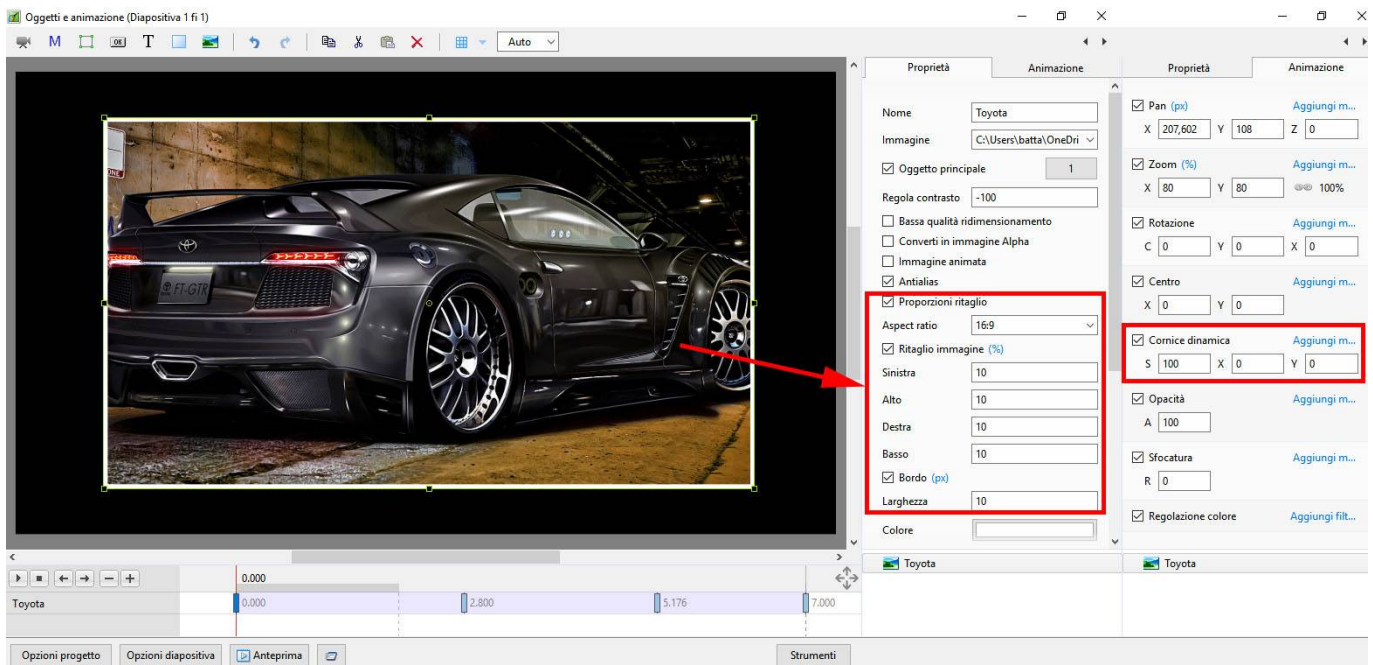 Oggetti e animazione (Diapositiva 1 fi 1)
M OK T Auto
Proprietà Animazione
Nome Toyota
Immagine C:\Users\batta\OneDri
Oggetto principale 1
Regola contrasto -100
Bassa qualità ridimensionamento
Converti in immagine Alpha
Immagine animata
Antialias
Proporzioni ritaglio
Aspect ratio 16:9
Ritaglio immagine (%)
Sinistra 10
Alto 10
Destra 10
Basso 10
Bordo (px)
Larghezza 10
Colore
Toyota
Proprietà Animazione
Pan (px) Aggiungi m...
X 207,602 Y 108 Z 0
Zoom (%) Aggiungi m...
X 80 Y 80 100%
Rotazione Aggiungi m...
C 0 Y 0 X 0
Centro Aggiungi m...
X 0 Y 0
Cornice dinamica Aggiungi m...
S 100 X 0 Y 0
Opacità Aggiungi m...
A 100
Sfocatura Aggiungi m...
R 0
Regolazione colore Aggiungi filt...
Toyota
FT-GTR
0.000
Toyota 0.000 2.800 5.176 7.000
Opzioni progetto Opzioni diapositiva Anteprima Strumenti